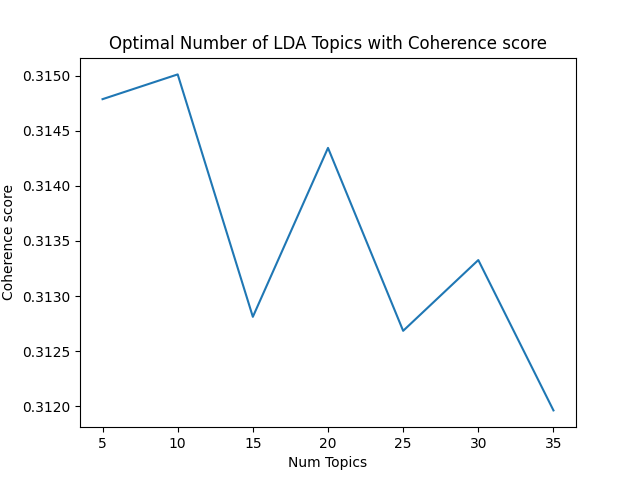 Optimal Number of LDA Topics with Coherence score
0.3150
0.3145
0.3140
0.3135
0.3130
0.3125
0.3120
Coherence score
5 10 15 20 25 30 35
Num Topics